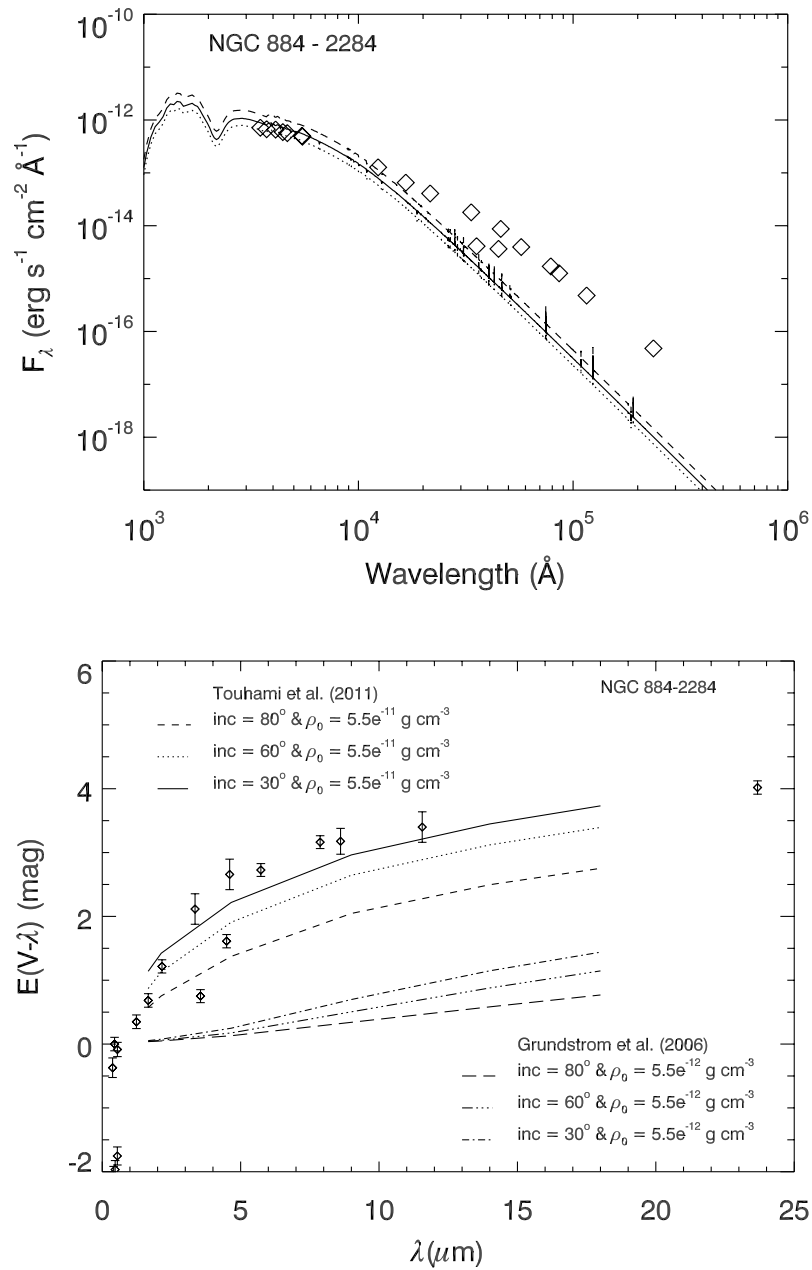 NGC 884 - 2284
10⁻¹⁰
10⁻¹²
10⁻¹⁴
10⁻¹⁶
10⁻¹⁸
F_λ (erg s⁻¹ cm⁻² Å⁻¹)
10³
10⁴
10⁵
10⁶
Wavelength (Å)
NGC 884-2284
Touhami et al. (2011)
inc = 80° & ρ₀ = 5.5e⁻¹¹ g cm⁻³
inc = 60° & ρ₀ = 5.5e⁻¹¹ g cm⁻³
inc = 30° & ρ₀ = 5.5e⁻¹¹ g cm⁻³
6
4
2
0
-2
E(V-λ) (mag)
Grundstrom et al. (2006)
inc = 80° & ρ₀ = 5.5e⁻¹² g cm⁻³
inc = 60° & ρ₀ = 5.5e⁻¹² g cm⁻³
inc = 30° & ρ₀ = 5.5e⁻¹² g cm⁻³
0
5
10
15
20
25
λ(μm)